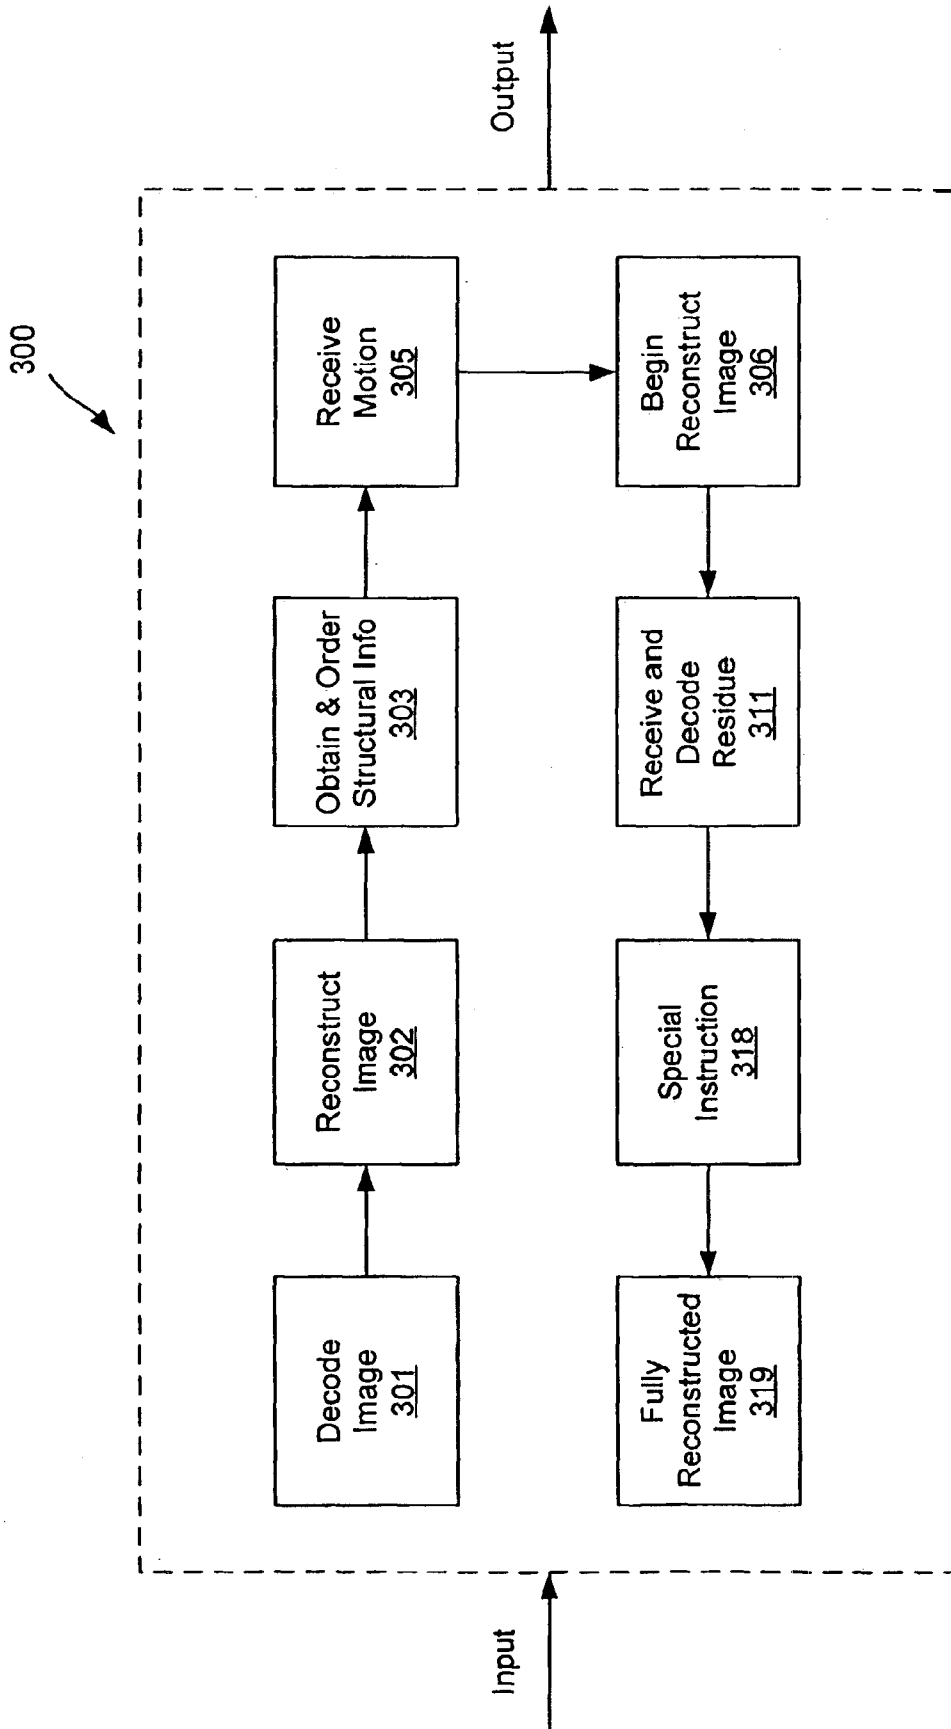 300
Input
Decode
Image
301
Reconstruct
Image
302
Obtain & Order
Structural Info
303
Receive
Motion
305
Output
Begin
Reconstruct
Image
306
Receive and
Decode
Residue
311
Special
Instruction
318
Fully
Reconstructed
Image
319